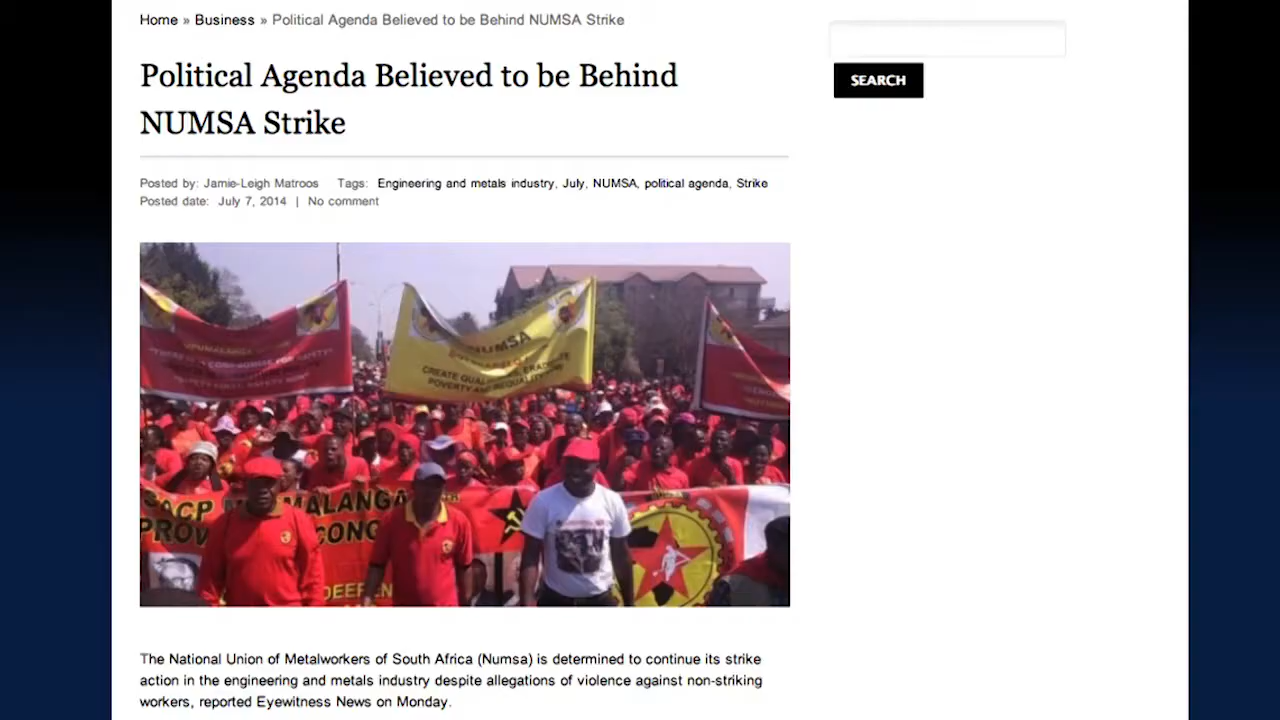 Home » Business » Political Agenda Believed to be Behind NUMSA Strike
SEARCH
Political Agenda Believed to be Behind
NUMSA Strike
Posted by: Jamie-Leigh Matroos Tags: Engineering and metals industry, July, NUMSA, political agenda, Strike
Posted date: July 7, 2014 | No comment
NUMSA
CREATE
POVERTY AND INEQUALITY
SACP
MALANGA
PROV
CONG
DEEPEN
The National Union of Metalworkers of South Africa (Numsa) is determined to continue its strike
action in the engineering and metals industry despite allegations of violence against non-striking
workers, reported Eyewitness News on Monday.